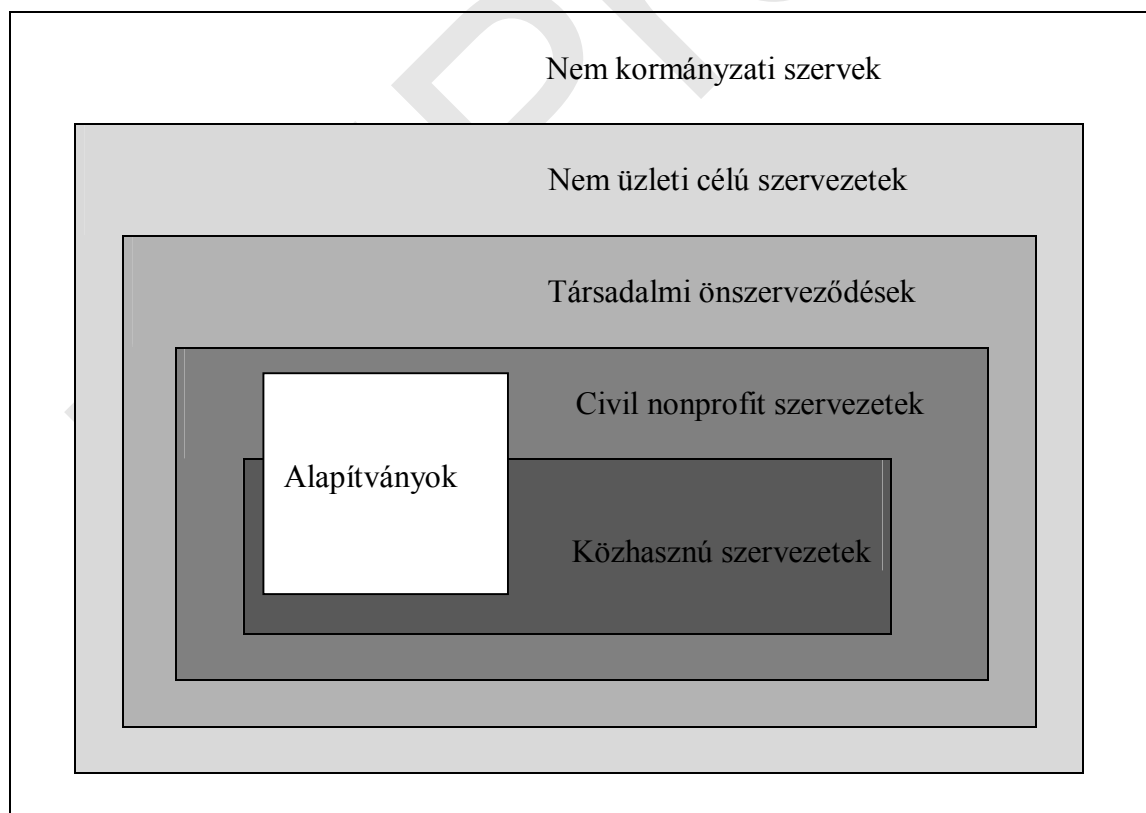 Nem kormányzati szervek
Nem üzleti célú szervezetek
Társadalmi önszerveződések
Civil nonprofit szervezetek
Alapítványok
Közhasznú szervezetek